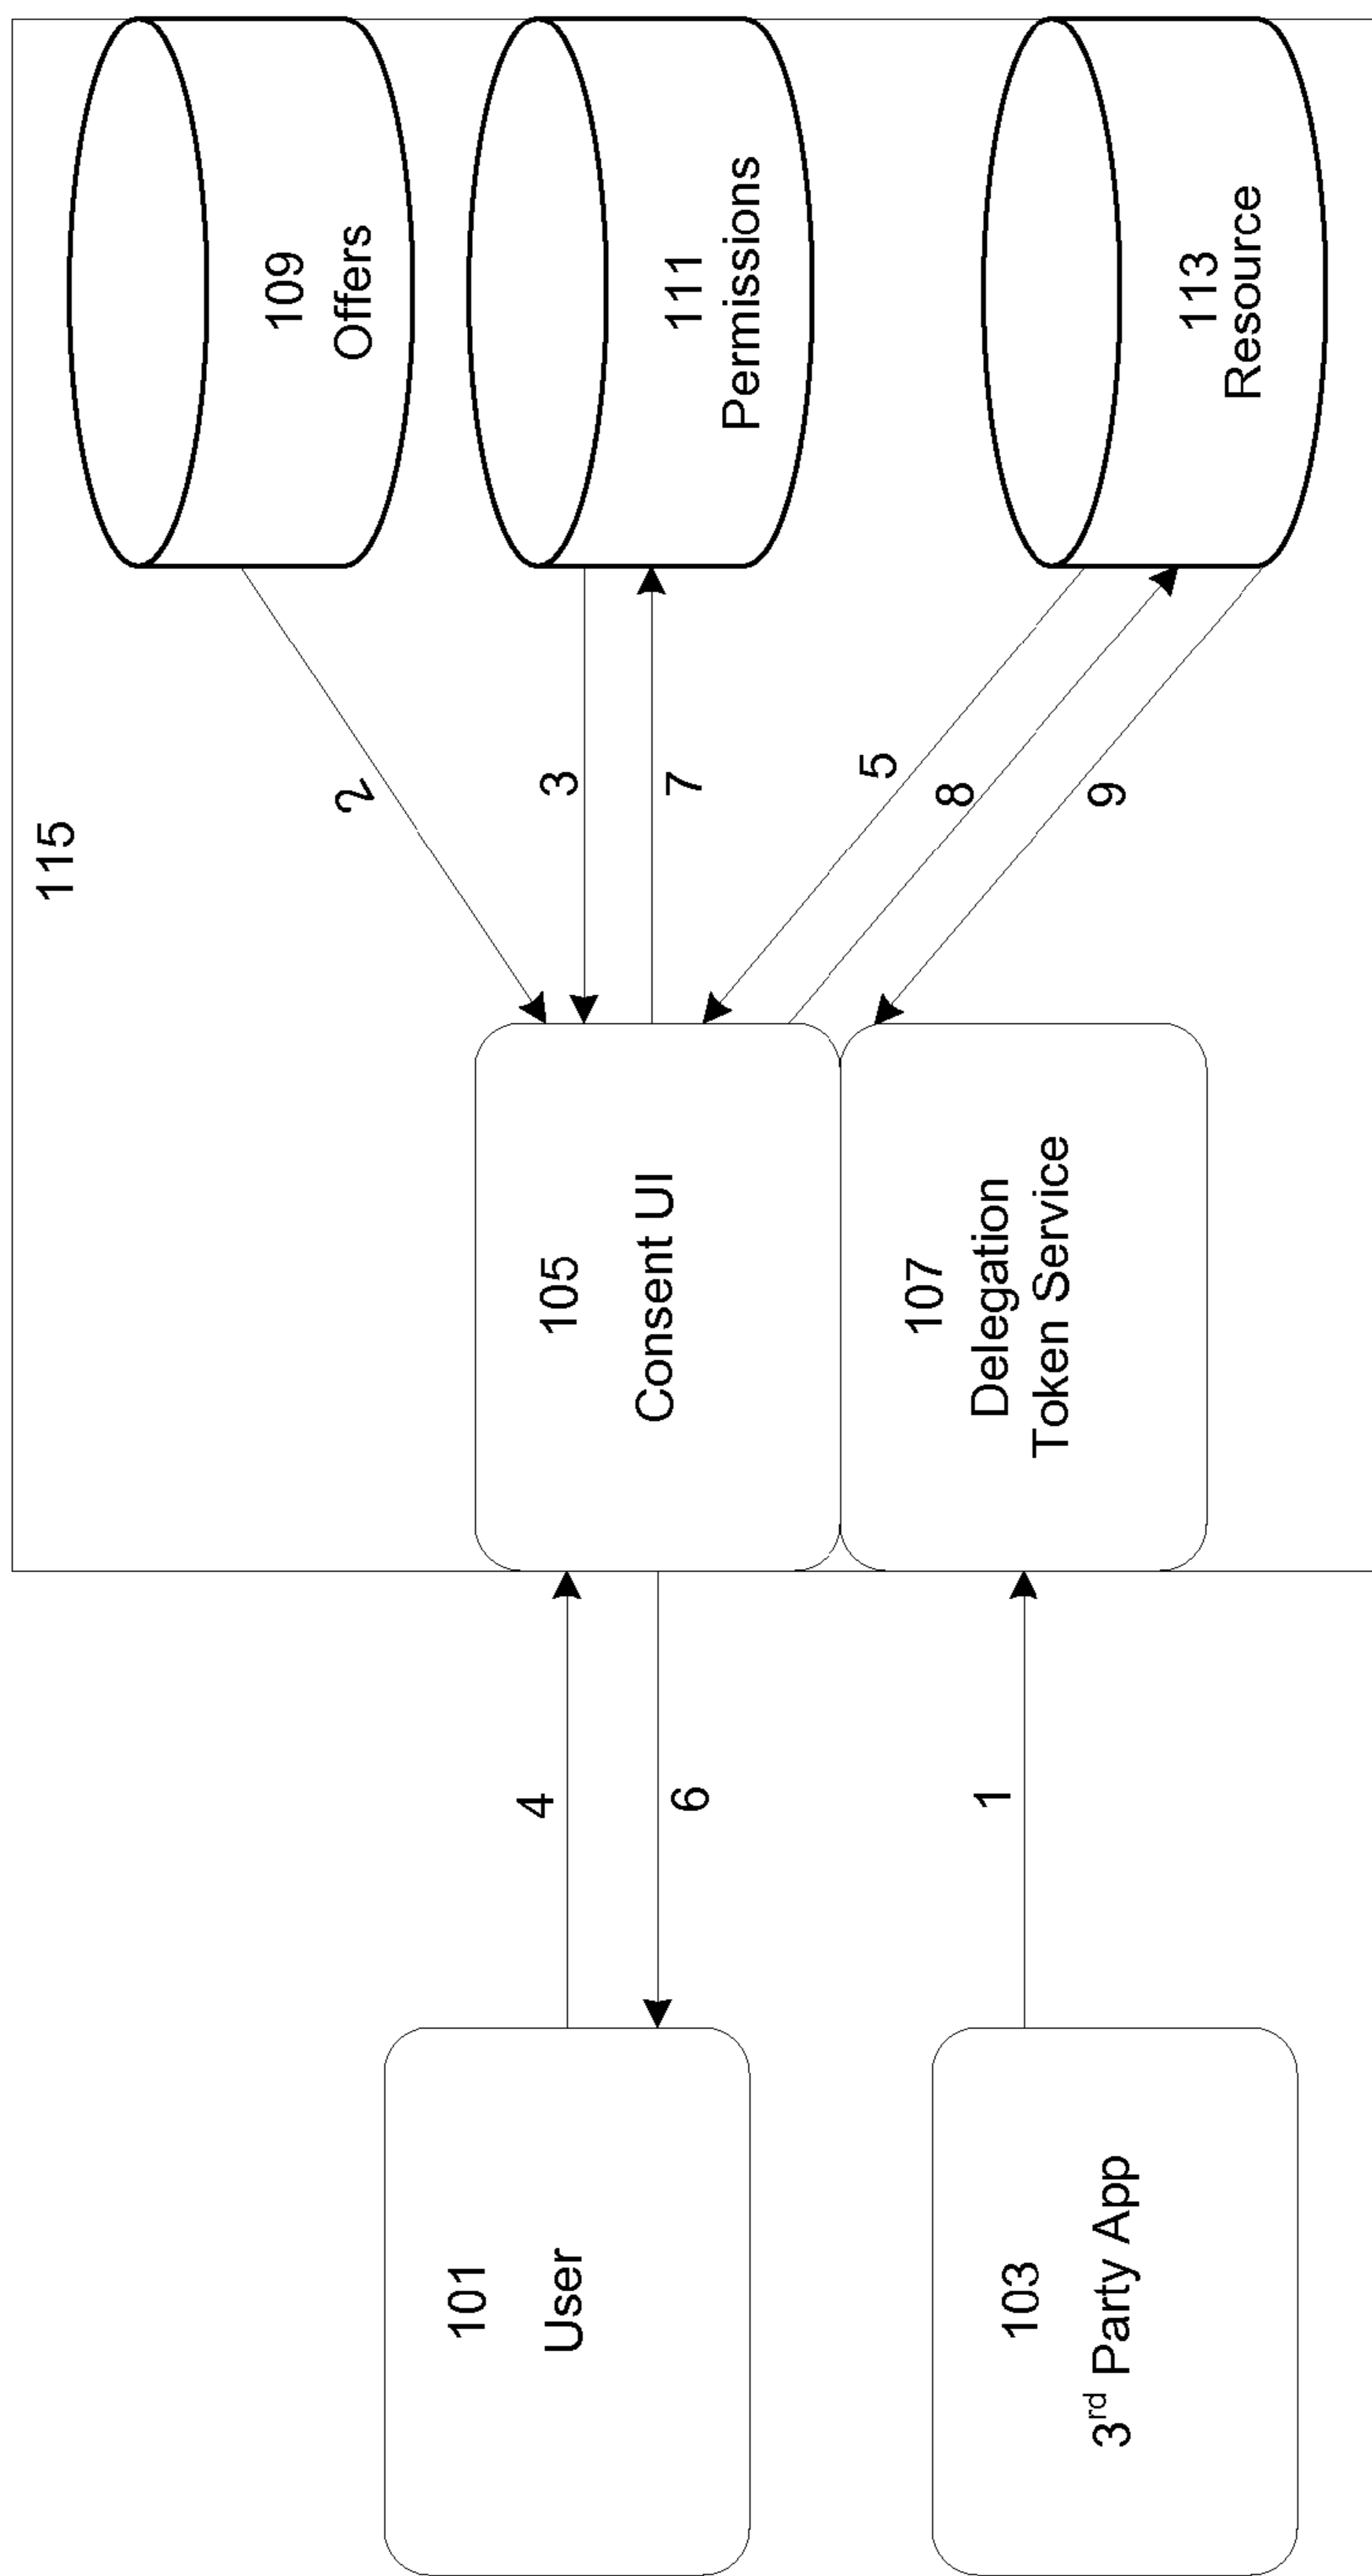 115
109
Offers
2
111
Permissions
3
7
113
Resource
5
8
9
105
Consent UI
107
Delegation
Token Service
4
6
1
101
User
103
3rd Party App